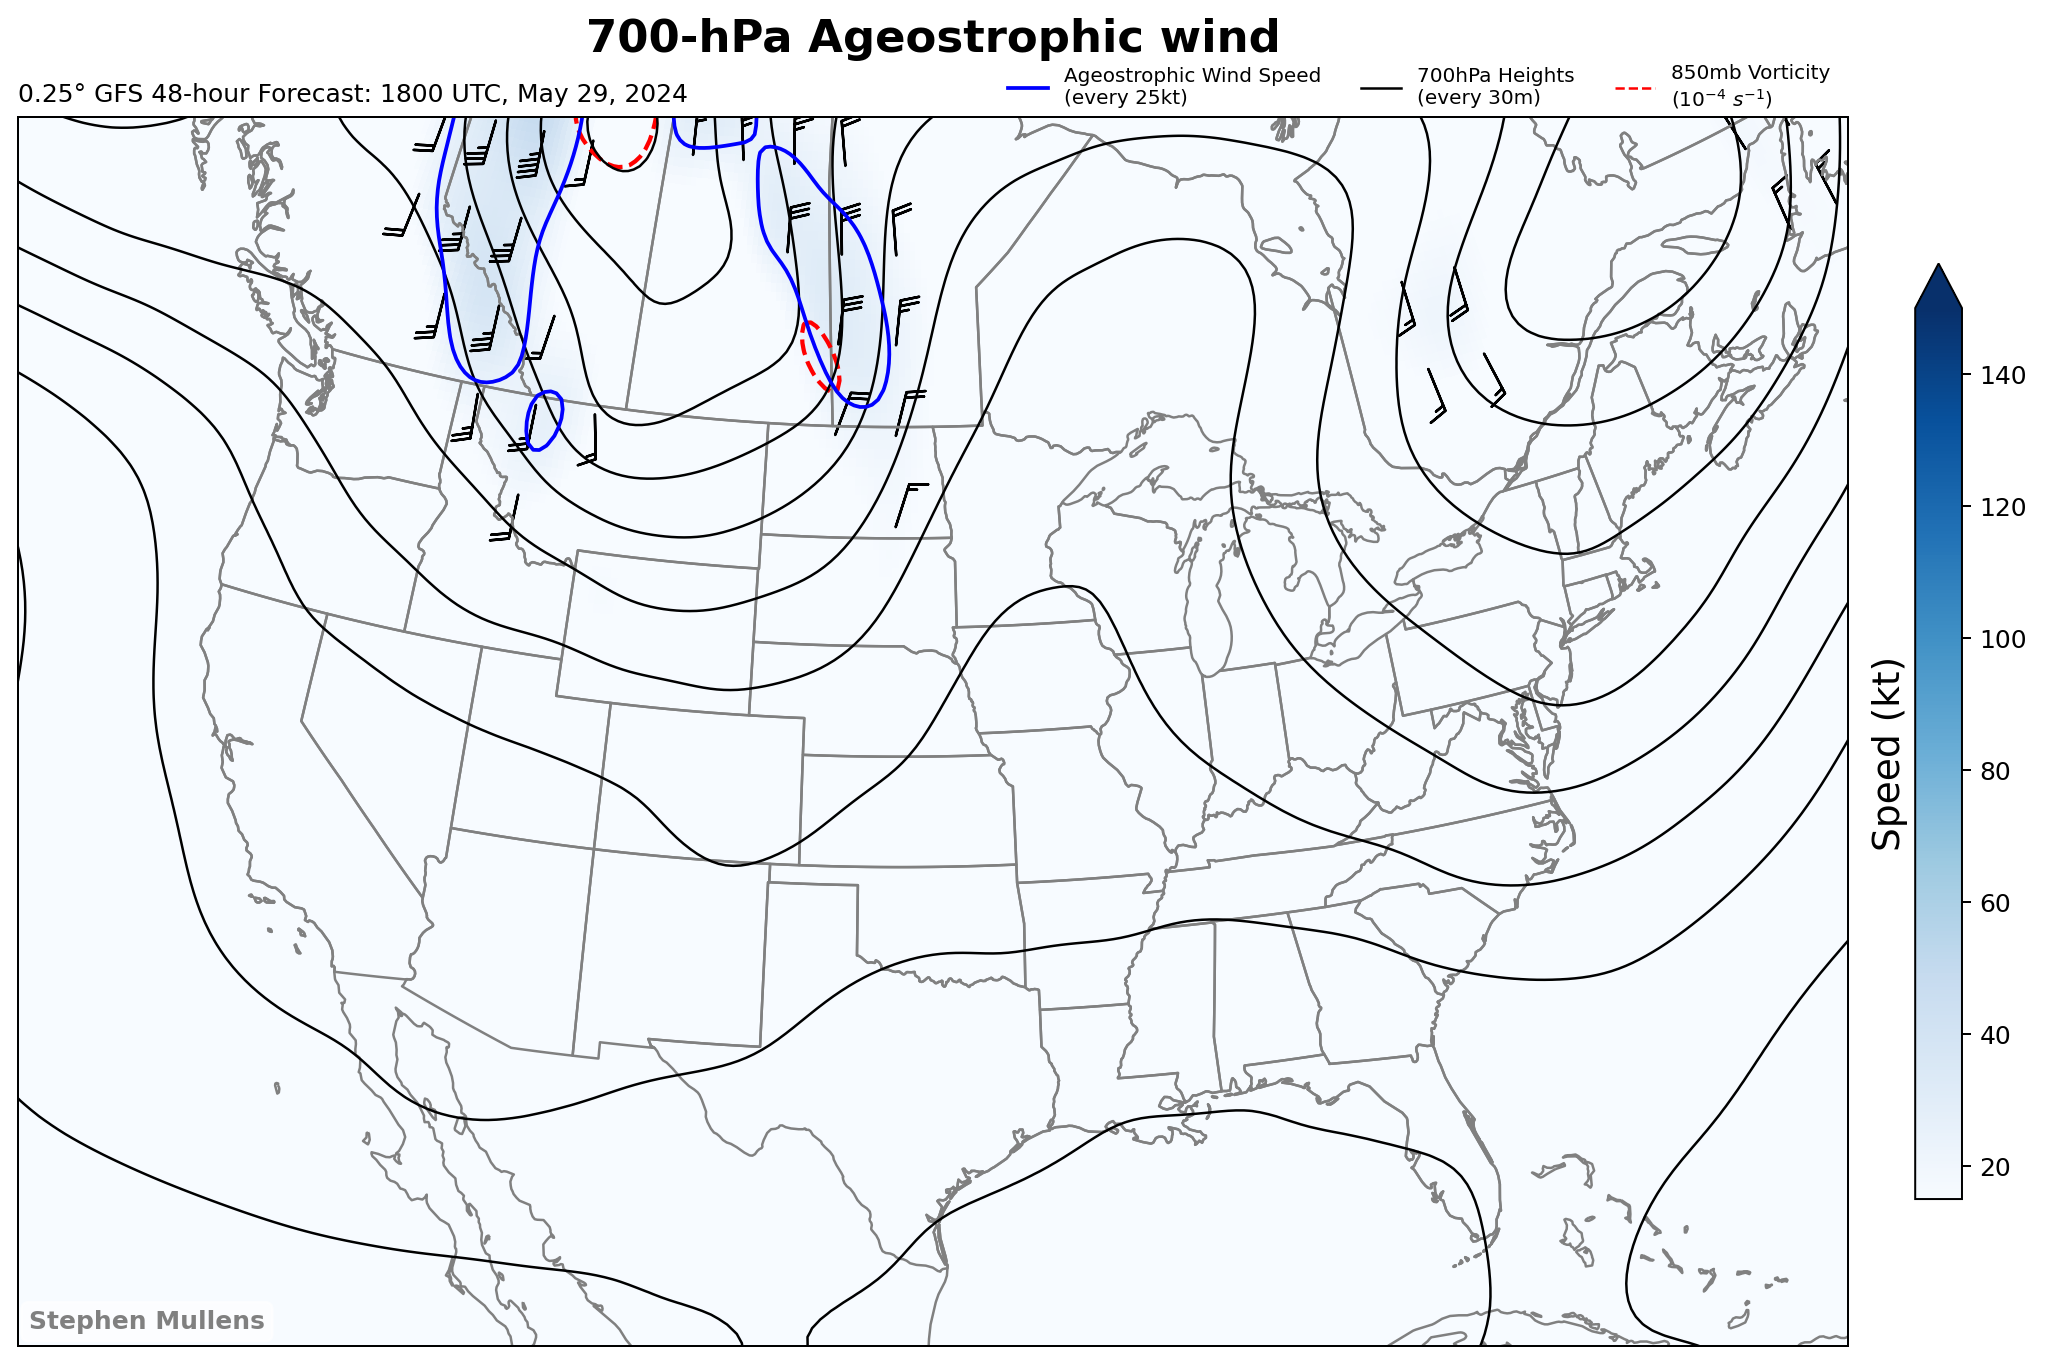 700-hPa Ageostrophic wind
0.25° GFS 48-hour Forecast: 1800 UTC, May 29, 2024
Ageostrophic Wind Speed
(every 25kt)
700hPa Heights
(every 30m)
850mb Vorticity
(10⁻⁴ s⁻¹)
140
120
100
80
60
40
20
Speed (kt)
Stephen Mullens